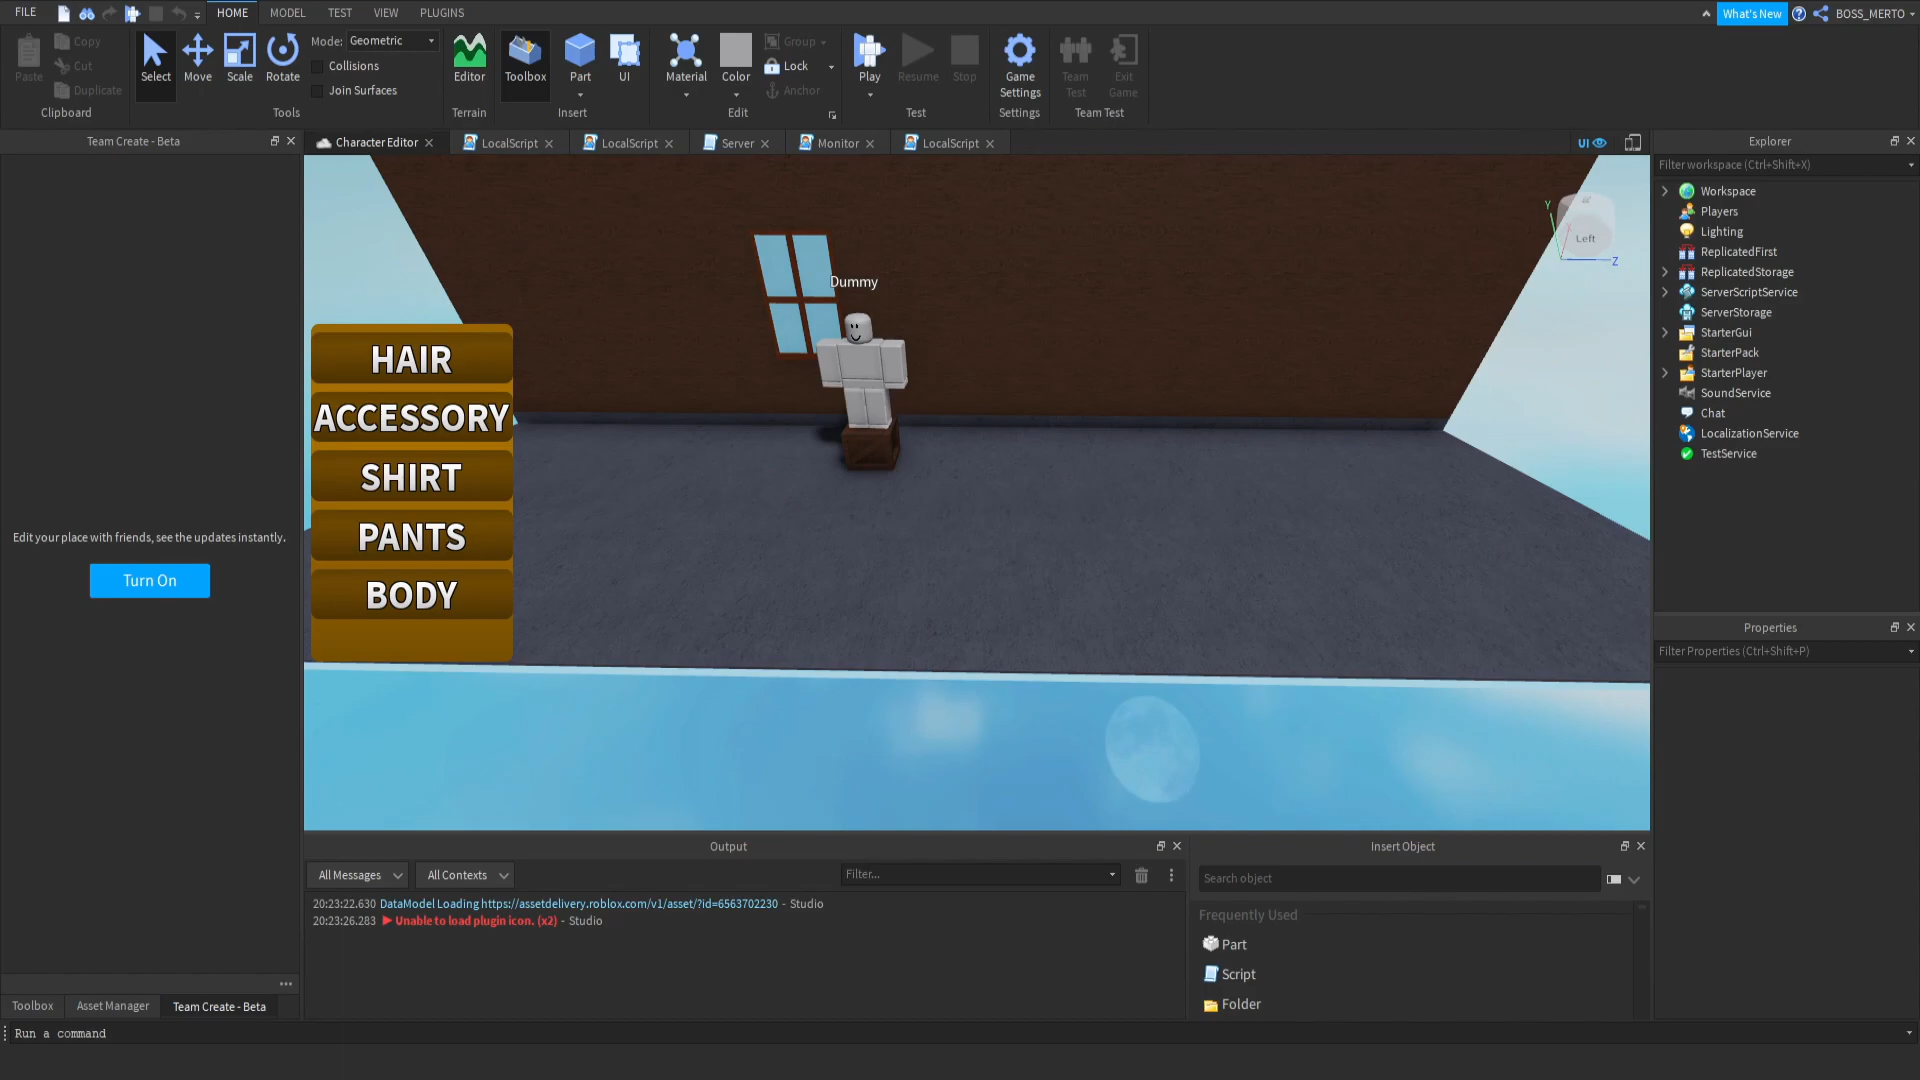 FILE
HOME
MODEL
TEST
VIEW
PLUGINS
What's New
BOSS_MERTO
Paste
Copy
Cut
Duplicate
Clipboard
Select
Move
Scale
Rotate
Mode: Geometric
Collisions
Join Surfaces
Tools
Editor
Terrain
Toolbox
Part
UI
Insert
Material
Color
Group
Lock
Anchor
Edit
Play
Resume
Stop
Test
Game
Settings
Settings
Team
Test
Exit
Game
Team Test
Team Create - Beta
Character Editor
LocalScript
LocalScript
Server
Monitor
LocalScript
UI
Explorer
Filter workspace (Ctrl+Shift+X)
Workspace
Players
Lighting
ReplicatedFirst
ReplicatedStorage
ServerScriptService
ServerStorage
StarterGui
StarterPack
StarterPlayer
SoundService
Chat
LocalizationService
TestService
Y
Left
Z
Dummy
HAIR
ACCESSORY
SHIRT
PANTS
BODY
Edit your place with friends, see the updates instantly.
Turn On
Properties
Filter Properties (Ctrl+Shift+P)
Output
All Messages
All Contexts
Filter...
20:23:22.630 DataModel Loading https://assetdelivery.roblox.com/v1/asset/?id=6563702230 - Studio
20:23:26.283 Unable to load plugin icon. (x2) - Studio
Insert Object
Search object
Frequently Used
Part
Script
Folder
Toolbox
Asset Manager
Team Create - Beta
Run a command